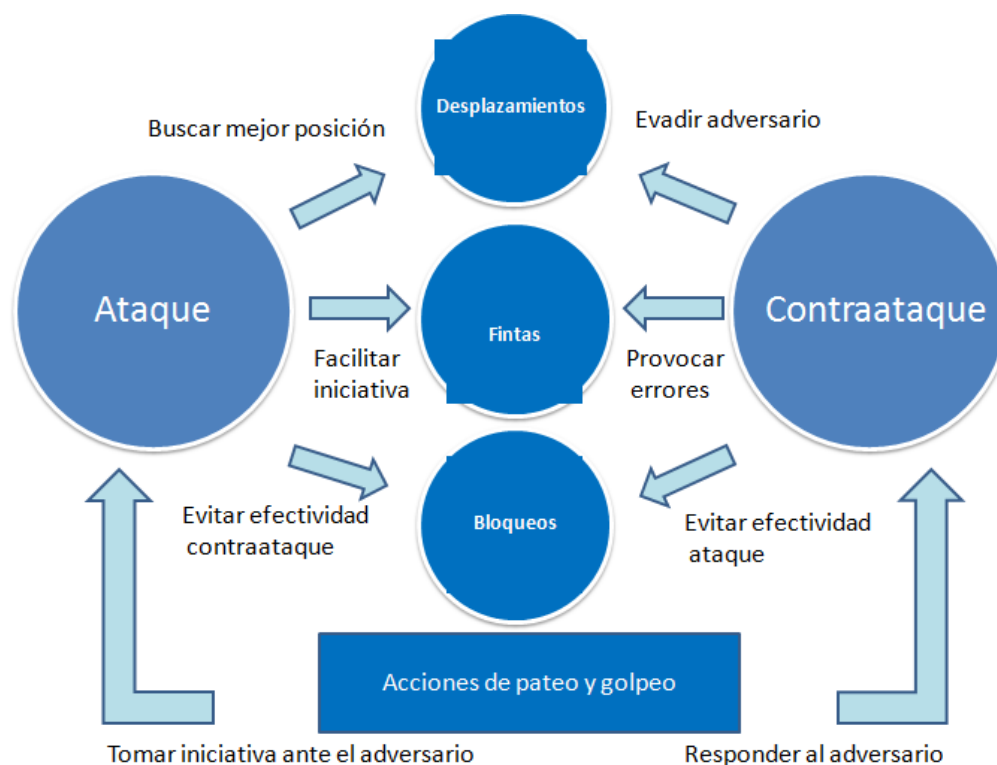 Desplazamientos
Buscar mejor posición
Evadir adversario
Ataque
Contraataque
Fintas
Facilitar
iniciativa
Provocar
errores
Bloqueos
Evitar efectividad
contraataque
Evitar efectividad
ataque
Acciones de pateo y golpeo
Tomar iniciativa ante el adversario
Responder al adversario